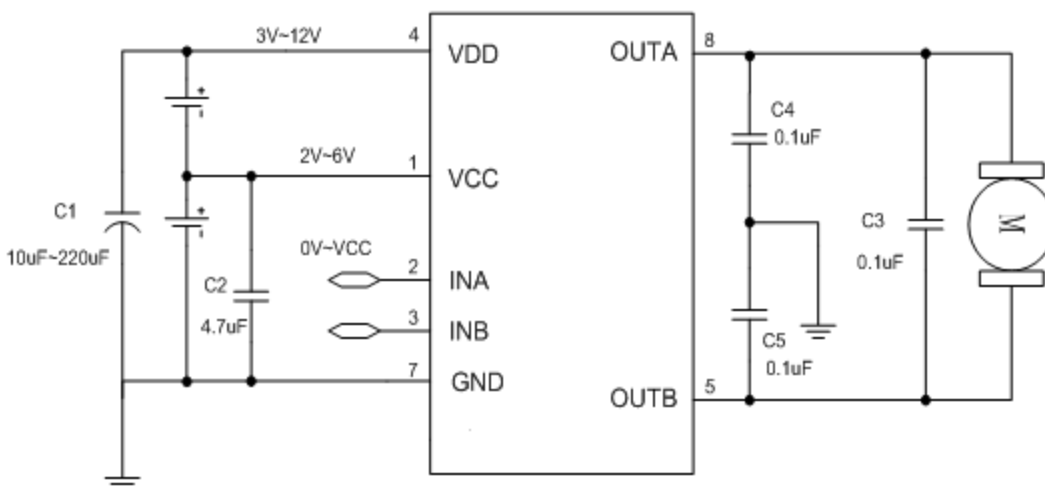 3V~12V
4
VDD
OUTA
8
+
-
C4
0.1uF
2V~6V
1
VCC
C1
10uF~220uF
+
-
0V~VCC
2
INA
C2
4.7uF
3
INB
7
GND
C3
0.1uF
M
C5
0.1uF
OUTB
5